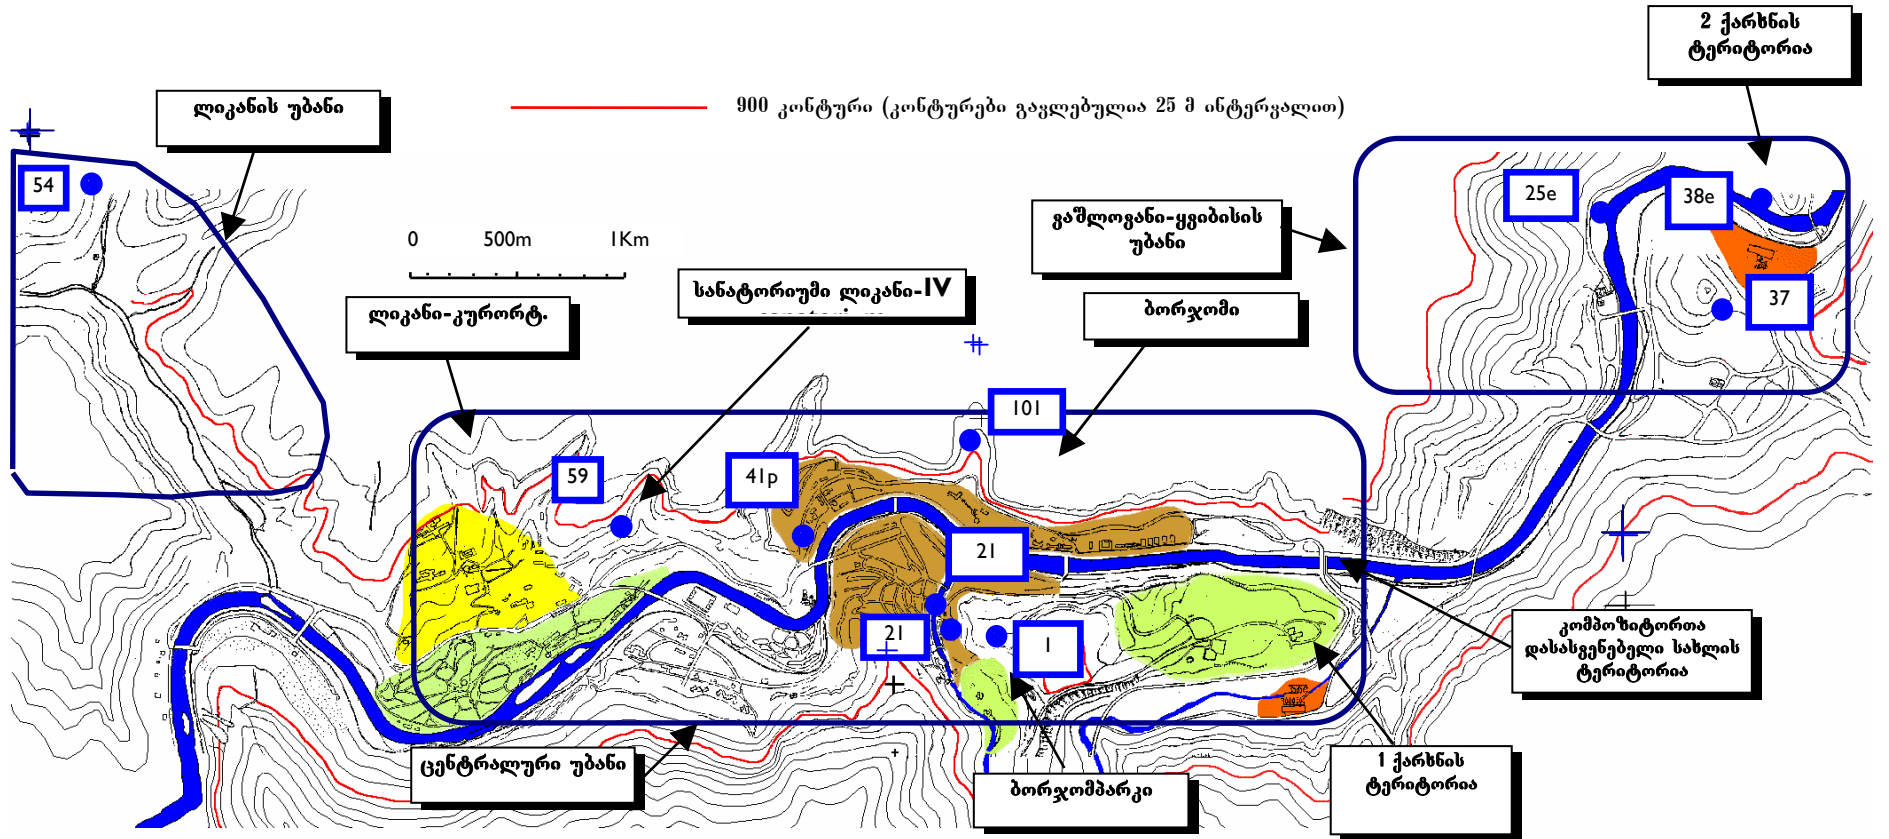 2 ქარხნის
ტერიტორია
ლიკანის უბანი
900 კონტური (კონტურები გავლებულია 25 მ ინტერვალით)
54
25e
38e
ვაშლოვანი-ყვიბისის
უბანი
0 500m 1Km
სანატორიუმი ლიკანი-IV
37
ლიკანი-კურორტ.
ბორჯომი
101
59
41p
21
21
1
კომპოზიტორთა
დასასვენებელი სახლის
ტერიტორია
ცენტრალური უბანი
ბორჯომპარკი
1 ქარხნის
ტერიტორია